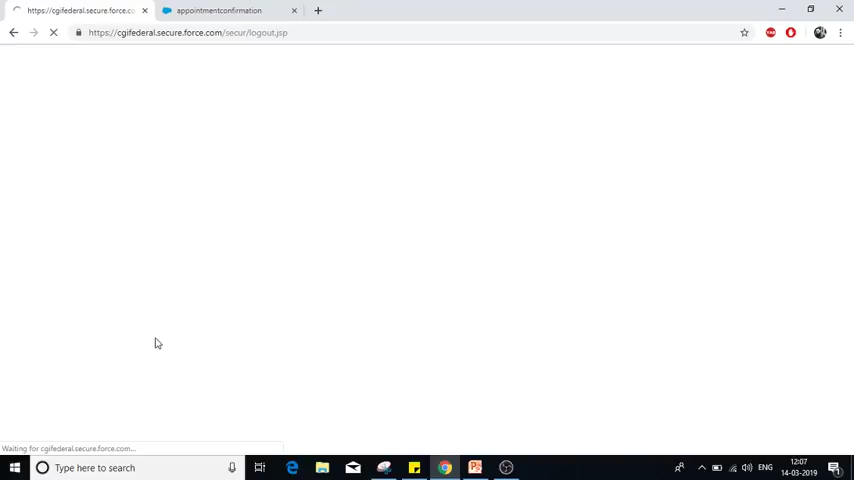 https://cgifederal.secure.force.co
appointmentconfirmation
https://cgifederal.secure.force.com/secur/logout.jsp
Waiting for cgifederal.secure.force.com...
Type here to search
ENG
12:07
14-03-2019